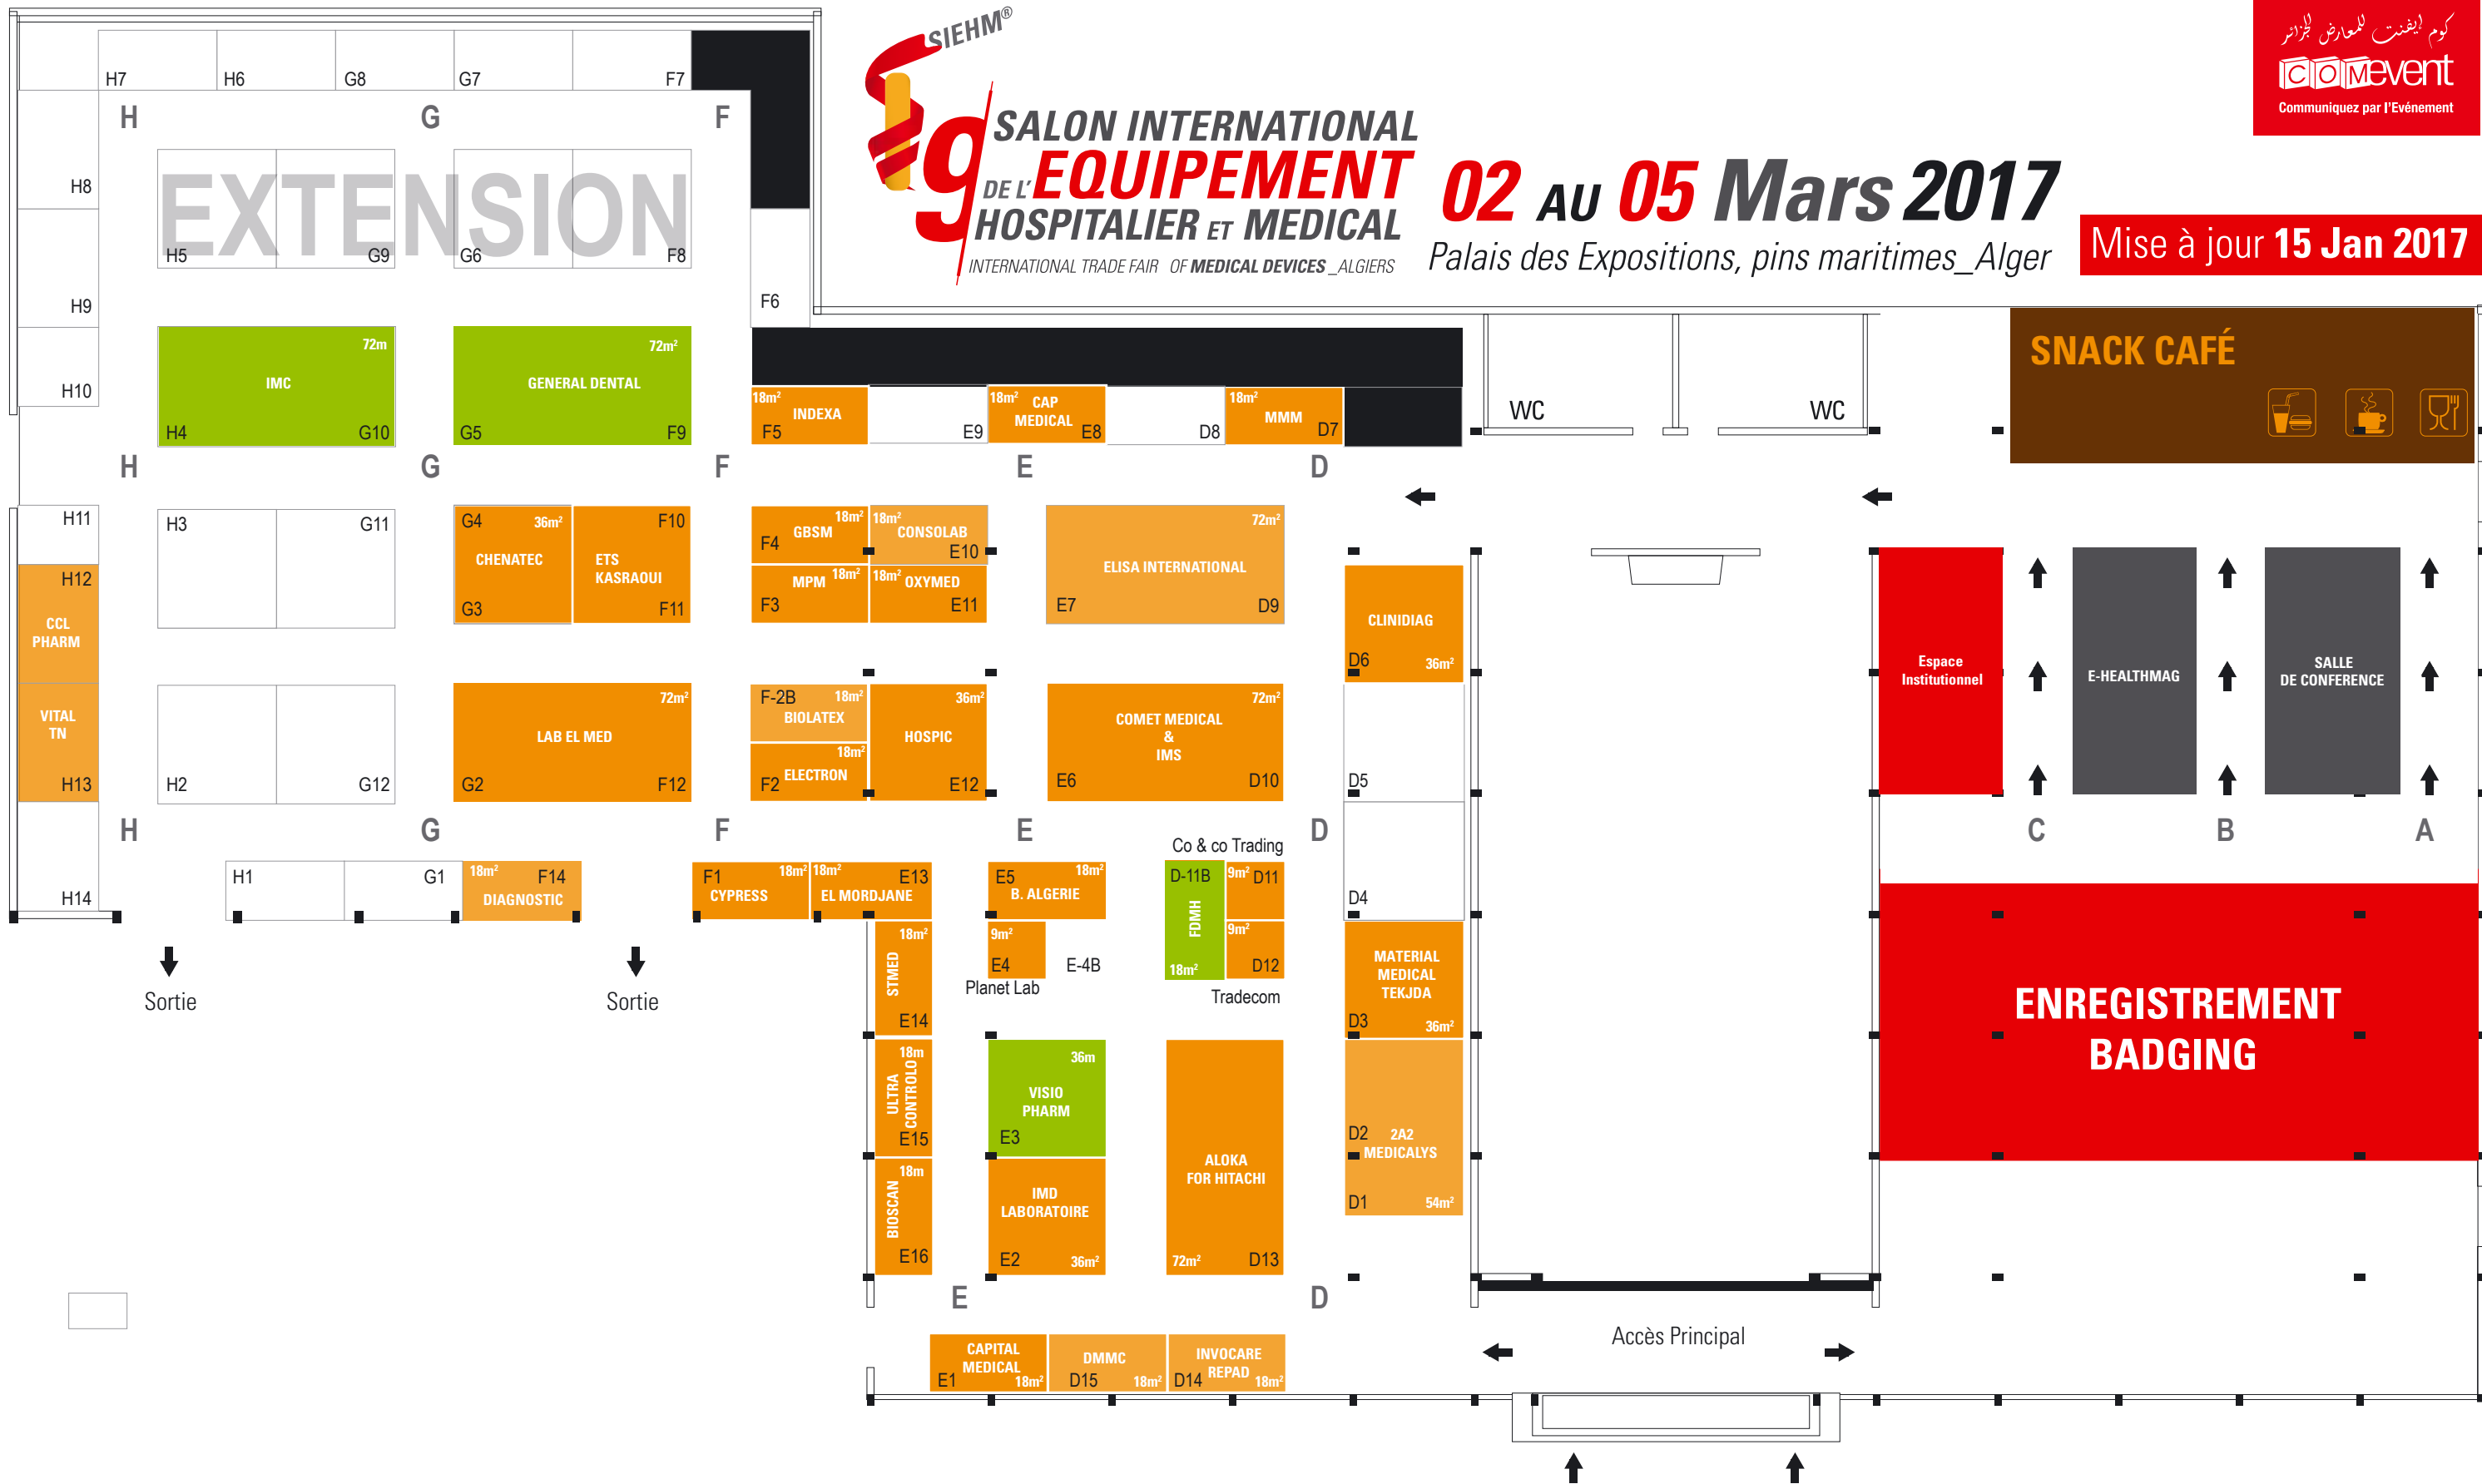 SIEHM®
9
SALON INTERNATIONAL
DE L'EQUIPEMENT
HOSPITALIER ET MEDICAL
INTERNATIONAL TRADE FAIR OF MEDICAL DEVICES _ALGIERS
02 AU 05 Mars 2017
Palais des Expositions, pins maritimes_Alger
كوم إيفنت للمعارض الجزائر
COMEvent
Communiquez par l'Evénement
Mise à jour 15 Jan 2017
H7
H6
G8
G7
F7
H
G
F
H8
EXTENSION
H5
G9
G6
F8
H9
F6
H10
72m
IMC
H4
G10
72m²
GENERAL DENTAL
G5
F9
18m²
INDEXA
F5
E9
18m²
CAP
MEDICAL
E8
D8
18m²
MMM
D7
WC
WC
SNACK CAFÉ
H
G
F
E
D
H11
H3
G11
G4
36m²
CHENATEC
G3
F10
ETS
KASRAOUI
F11
18m²
GBSM
F4
18m²
CONSOLAB
E10
MPM
18m²
F3
18m²
OXYMED
E11
72m²
ELISA INTERNATIONAL
E7
D9
CLINIDIAG
D6
36m²
H12
CCL
PHARM
VITAL
TN
H13
H2
G12
72m²
LAB EL MED
G2
F12
F-2B
18m²
BIOLATEX
18m²
ELECTRON
F2
36m²
HOSPIC
E12
72m²
COMET MEDICAL
&
IMS
E6
D10
D5
Espace
Institutionnel
E-HEALTHMAG
SALLE
DE CONFERENCE
H
G
F
E
D
C
B
A
H14
H1
G1
18m²
F14
DIAGNOSTIC
F1
18m²
CYPRESS
18m²
E13
EL MORDJANE
E5
18m²
B. ALGERIE
Co & co Trading
D-11B
FDMH
18m²
9m²
D11
D4
Sortie
Sortie
18m²
STMED
E14
9m²
E4
E-4B
Planet Lab
9m²
D12
Tradecom
MATERIAL
MEDICAL
TEKJDA
D3
36m²
ENREGISTREMENT
BADGING
18m
ULTRA
CONTROLO
E15
36m
VISIO
PHARM
E3
ALOKA
FOR HITACHI
72m²
D13
D2
2A2
MEDICALYS
D1
54m²
18m
BIOSCAN
E16
IMD
LABORATOIRE
E2
36m²
E
D
CAPITAL
MEDICAL
E1
18m²
DMMC
D15
18m²
INVOCARE
REPAD
D14
18m²
Accès Principal